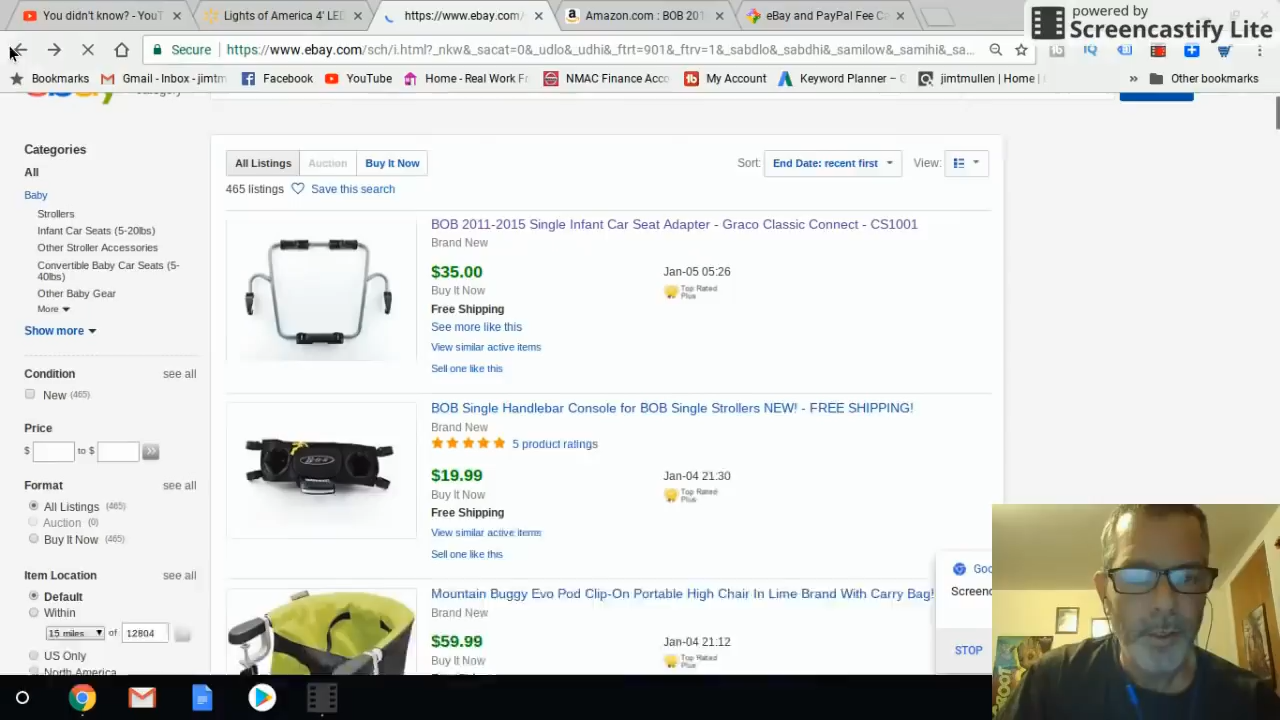 powered by
Screencastify Lite
You didn't know? - YouT
Lights of America 4' LED
https://www.ebay.com/
Amazon.com : BOB 201
eBay and PayPal Fee Ca
Secure
https://www.ebay.com/sch/i.html?_nkw&_sacat=0&_udlo&_udhi&_ftrt=901&_ftrv=1&_sabdlo&_sabdhi&_samilow&_samihi&_sa...
Bookmarks
Gmail - Inbox - jimtm
Facebook
YouTube
Home - Real Work Fr
NMAC Finance Acco
My Account
Keyword Planner –
jimtmullen | Home |
Other bookmarks
Categories
All
Baby
Strollers
Infant Car Seats (5-20lbs)
Other Stroller Accessories
Convertible Baby Car Seats (5-
40lbs)
Other Baby Gear
More
Show more
Condition
see all
New (465)
Price
$ to $
Format
see all
All Listings (465)
Auction (0)
Buy It Now (465)
Item Location
see all
Default
Within
15 miles of 12804
US Only
North America
All Listings
Auction
Buy It Now
Sort: End Date: recent first
View:
465 listings
Save this search
BOB 2011-2015 Single Infant Car Seat Adapter - Graco Classic Connect - CS1001
Brand New
$35.00
Jan-05 05:26
Buy It Now
Top Rated
Plus
Free Shipping
See more like this
View similar active items
Sell one like this
BOB Single Handlebar Console for BOB Single Strollers NEW! - FREE SHIPPING!
Brand New
5 product ratings
$19.99
Jan-04 21:30
Buy It Now
Top Rated
Plus
Free Shipping
View similar active items
Sell one like this
Mountain Buggy Evo Pod Clip-On Portable High Chair In Lime Brand With Carry Bag!
Brand New
$59.99
Jan-04 21:12
Buy It Now
Top Rated
Plus
Goo
Screenc
STOP